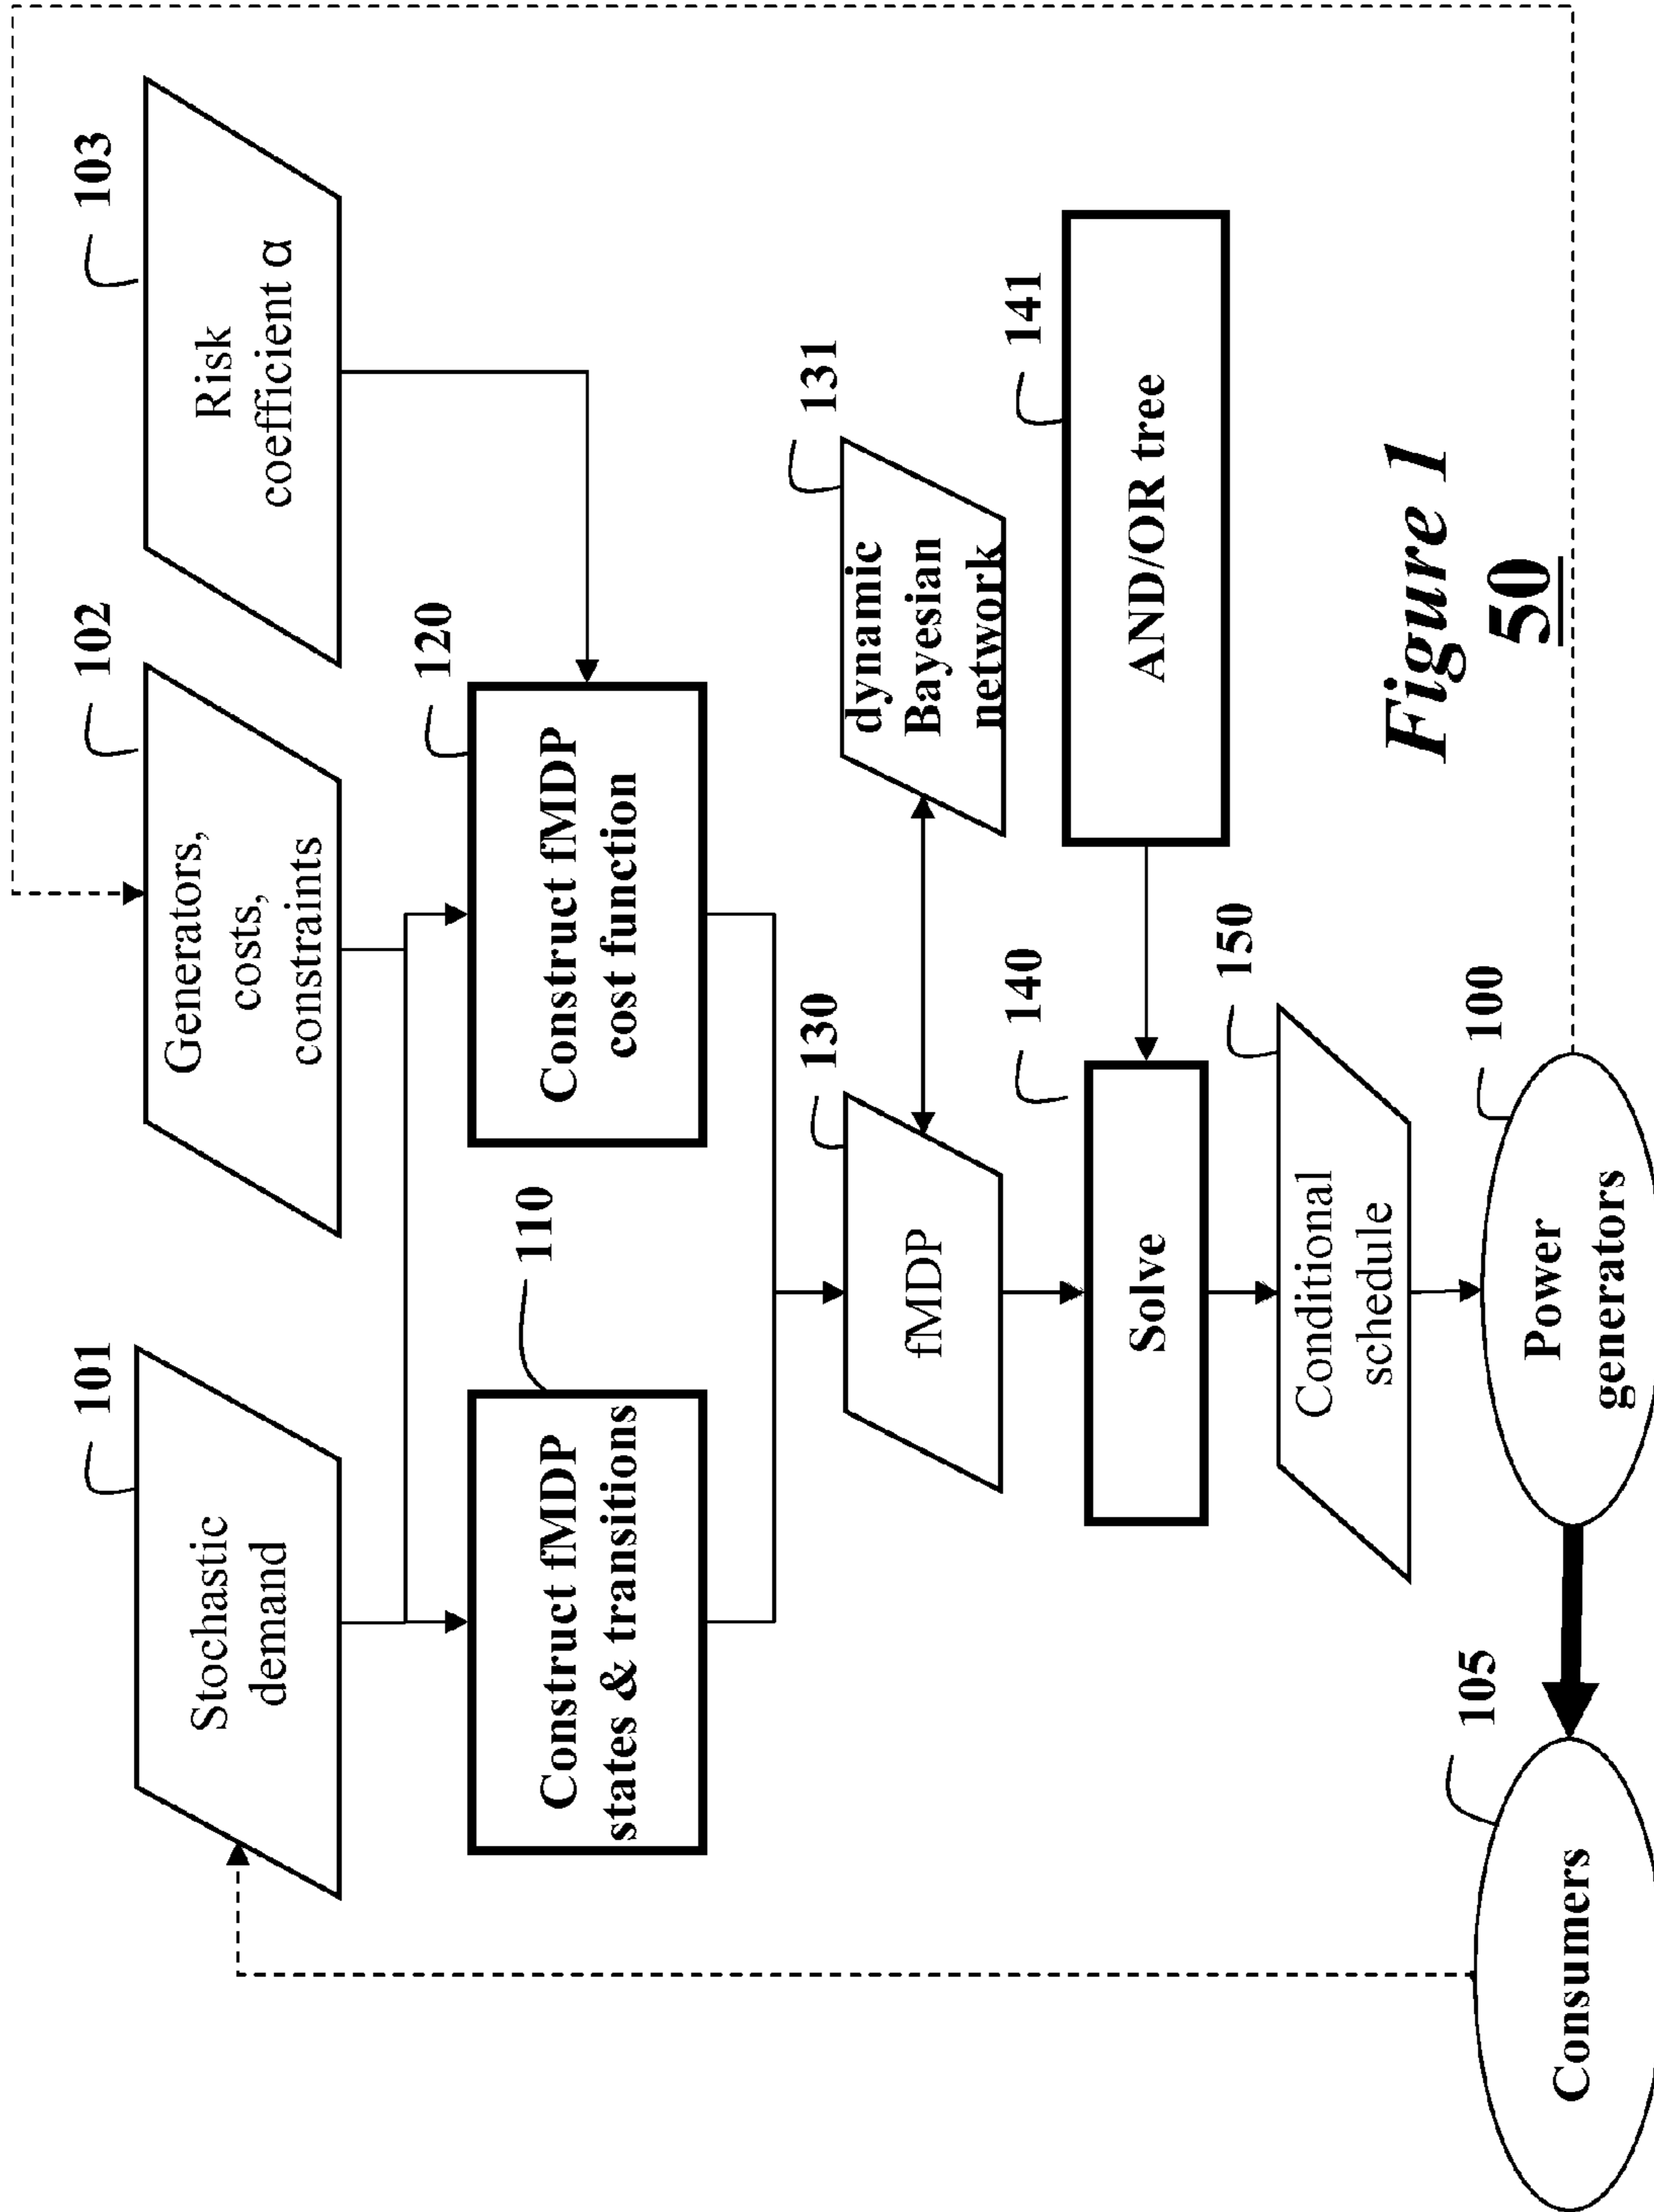 101
Stochastic
demand
102
Generators,
costs,
constraints
103
Risk
coefficient α
110
Construct fMDP
states & transitions
120
Construct fMDP
cost function
130
fMDP
131
dynamic
Bayesian
network
140
Solve
141
AND/OR tree
150
Conditional
schedule
105
Consumers
100
Power
generators
Figure 1
50